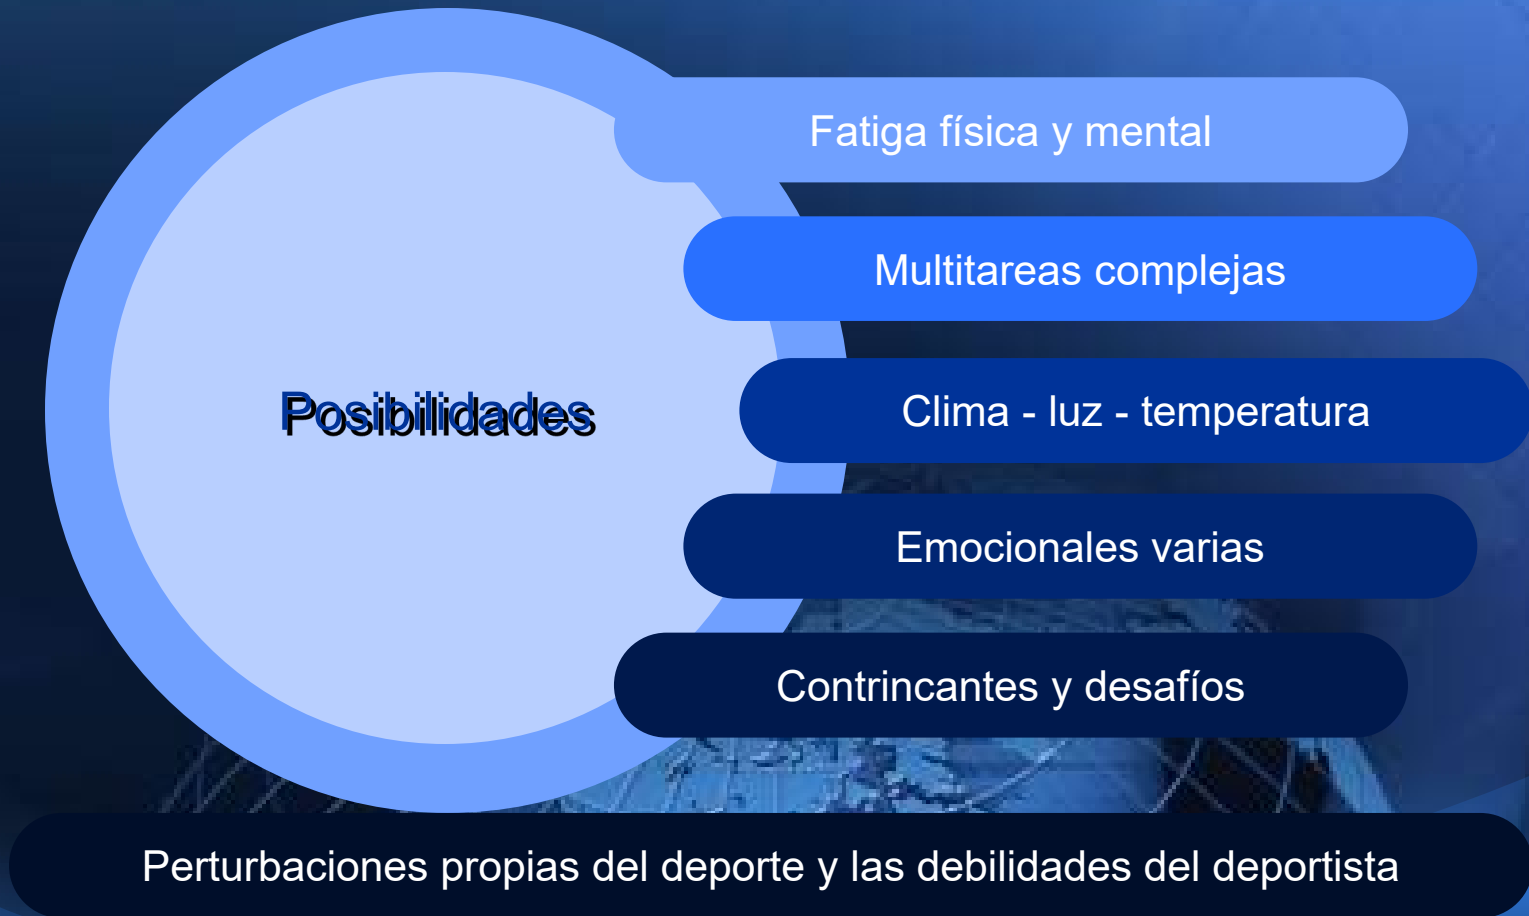 Fatiga física y mental
Multitareas complejas
Posibilidades
Clima - luz - temperatura
Emocionales varias
Contrincantes y desafíos
Perturbaciones propias del deporte y las debilidades del deportista